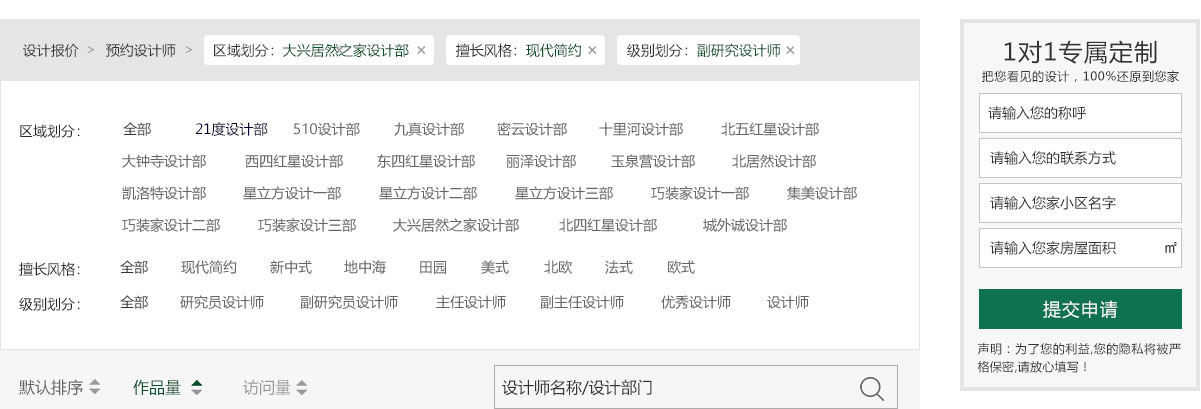 设计报价 > 预约设计师 > 区域划分：大兴居然之家设计部 × 擅长风格：现代简约 × 级别划分：副研究设计师 ×
区域划分： 全部 21度设计部 510设计部 九真设计部 密云设计部 十里河设计部 北五红星设计部
大钟寺设计部 西四红星设计部 东四红星设计部 丽泽设计部 玉泉营设计部 北居然设计部
凯洛特设计部 星立方设计一部 星立方设计二部 星立方设计三部 巧装家设计一部 集美设计部
巧装家设计二部 巧装家设计三部 大兴居然之家设计部 北四红星设计部 城外诚设计部
擅长风格： 全部 现代简约 新中式 地中海 田园 美式 北欧 法式 欧式
级别划分： 全部 研究员设计师 副研究员设计师 主任设计师 副主任设计师 优秀设计师 设计师
默认排序 作品量 访问量 设计师名称/设计部门
1对1专属定制
把您看见的设计，100%还原到您家
请输入您的称呼
请输入您的联系方式
请输入您家小区名字
请输入您家房屋面积 ㎡
提交申请
声明：为了您的利益,您的隐私将被严
格保密,请放心填写！